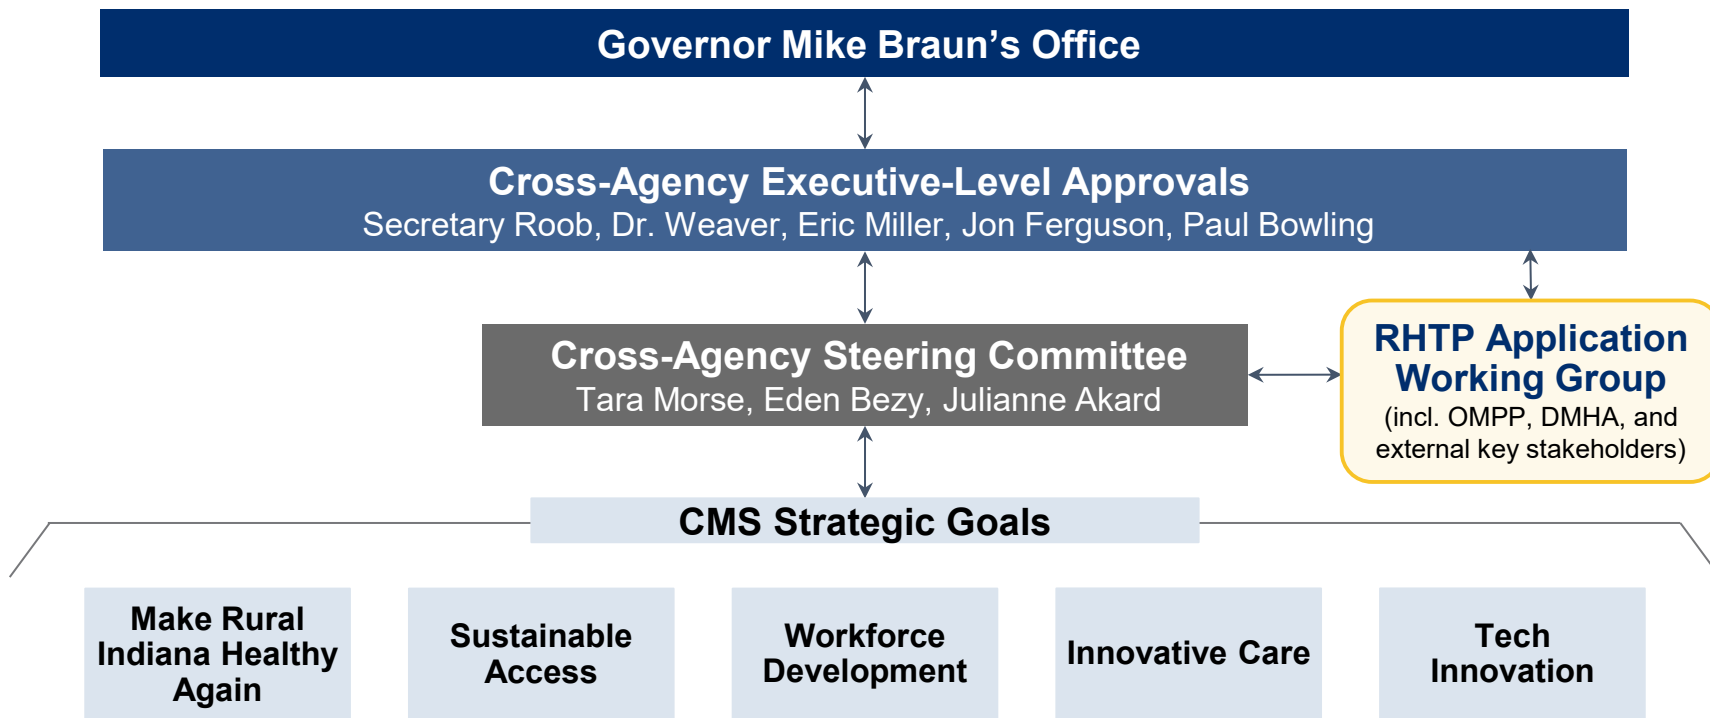 Governor Mike Braun’s Office
Cross-Agency Executive-Level Approvals
Secretary Roob, Dr. Weaver, Eric Miller, Jon Ferguson, Paul Bowling
Cross-Agency Steering Committee
Tara Morse, Eden Bezy, Julianne Akard
RHTP Application
Working Group
(incl. OMPP, DMHA, and
external key stakeholders)
CMS Strategic Goals
Make Rural
Indiana Healthy
Again
Sustainable
Access
Workforce
Development
Innovative Care
Tech
Innovation